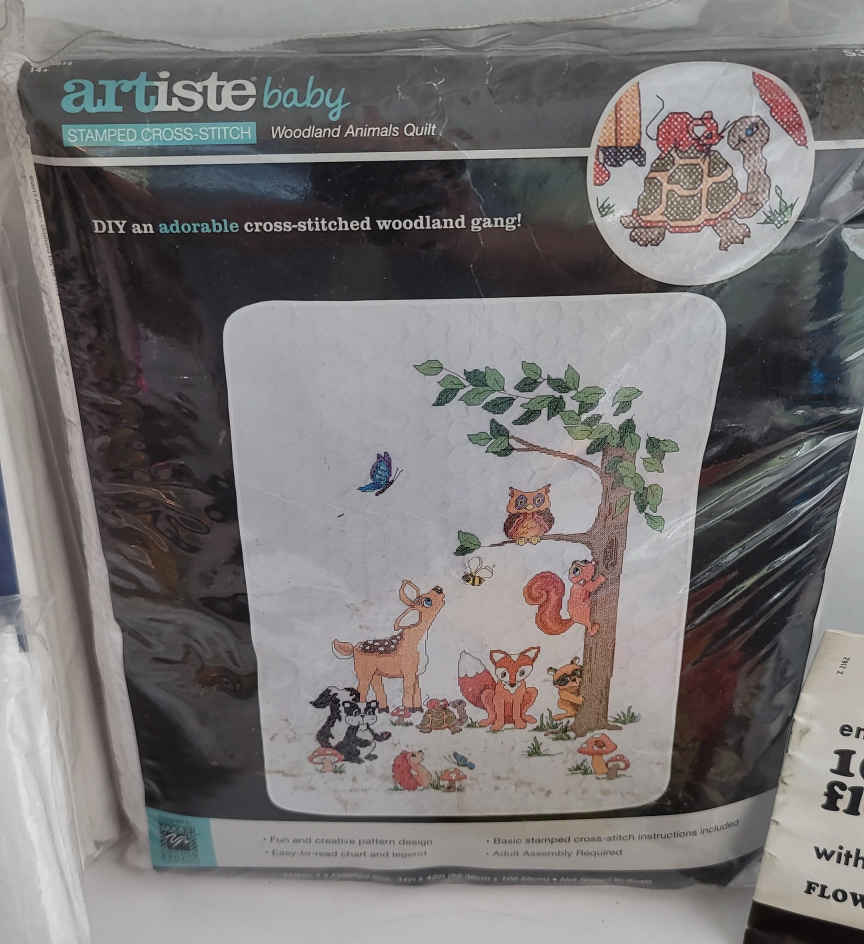 artiste baby
STAMPED CROSS-STITCH Woodland Animals Quilt
DIY an adorable cross-stitched woodland gang!
• Fun and creative pattern design
• Easy-to-read chart and legend
• Basic stamped cross-stitch instructions included
• Adult Assembly Required
with
FLOW